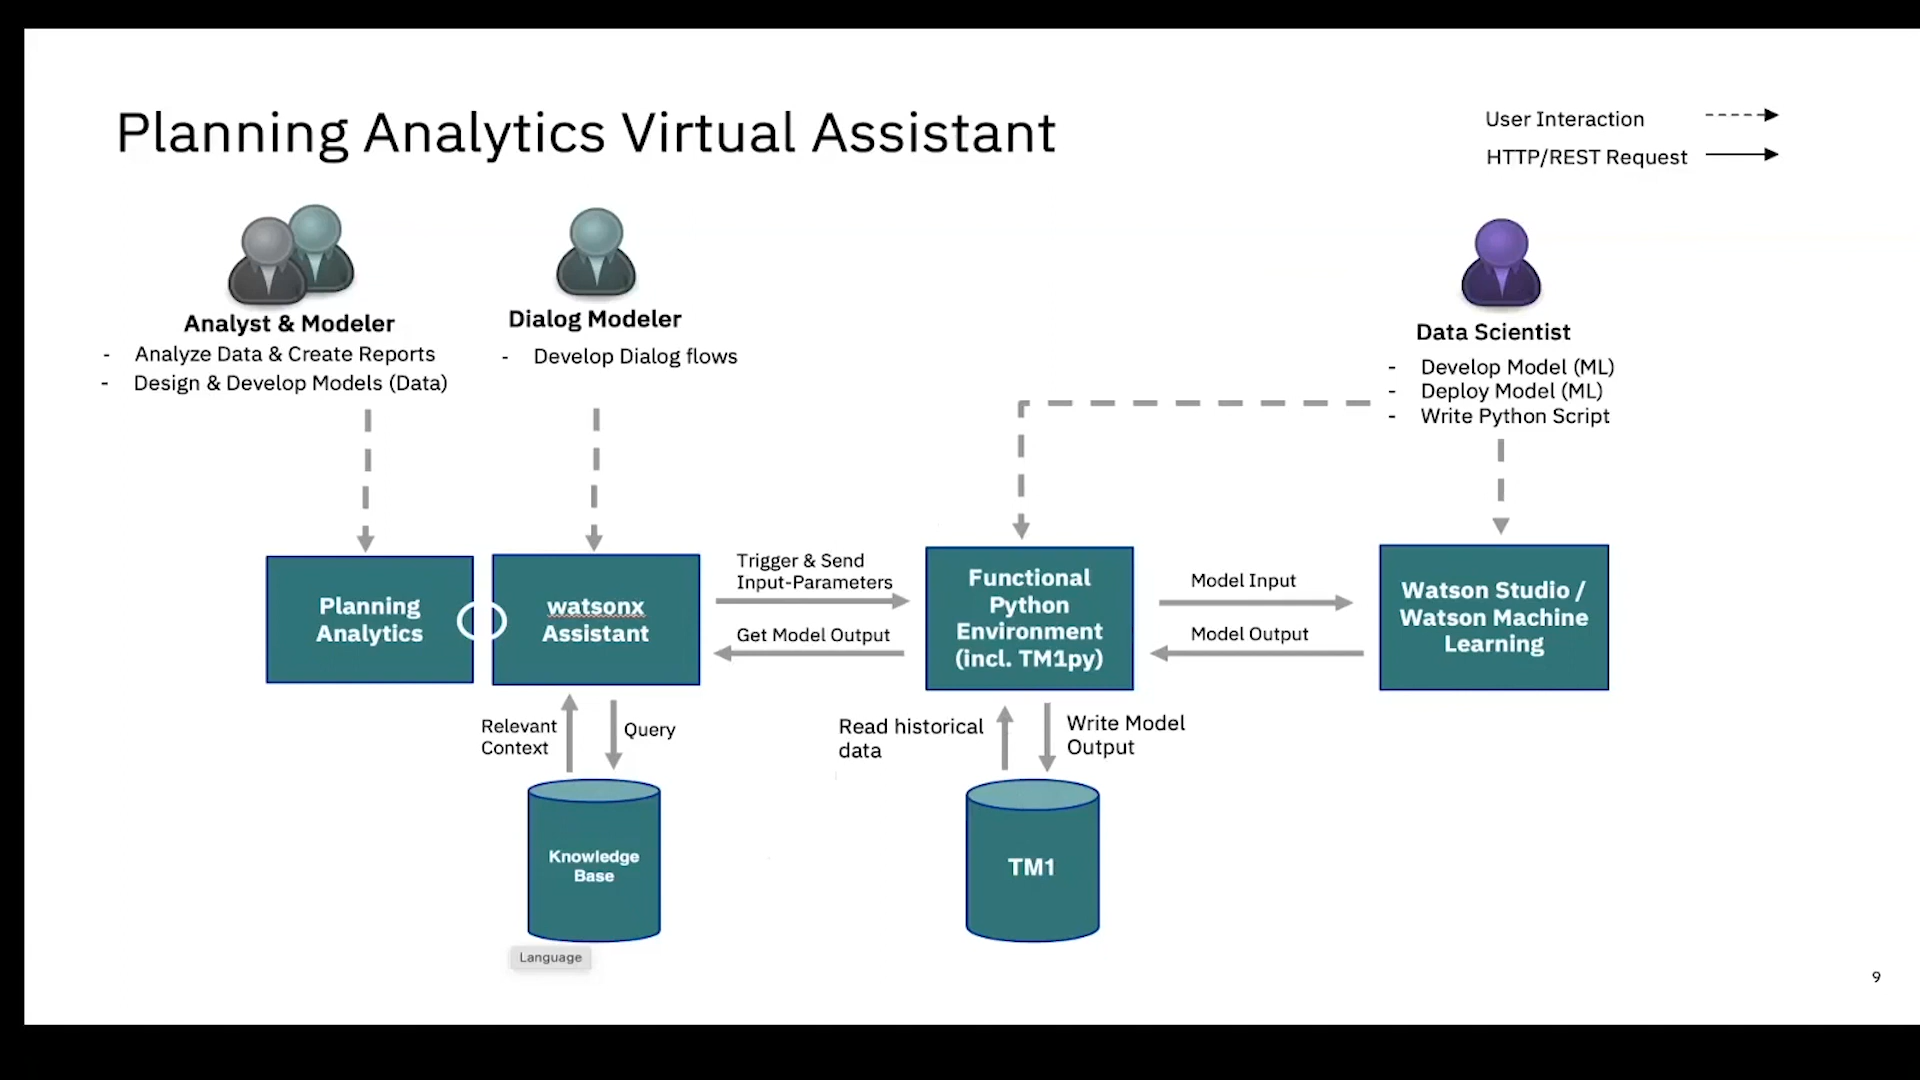 Planning Analytics Virtual Assistant
User Interaction
HTTP/REST Request
Analyst & Modeler
- Analyze Data & Create Reports
- Design & Develop Models (Data)
Dialog Modeler
- Develop Dialog flows
Data Scientist
- Develop Model (ML)
- Deploy Model (ML)
- Write Python Script
Planning
Analytics
watsonx
Assistant
Trigger & Send
Input-Parameters
Get Model Output
Functional
Python
Environment
(incl. TM1py)
Model Input
Model Output
Watson Studio /
Watson Machine
Learning
Relevant
Context
Query
Read historical
data
Write Model
Output
Knowledge
Base
TM1
Language
9